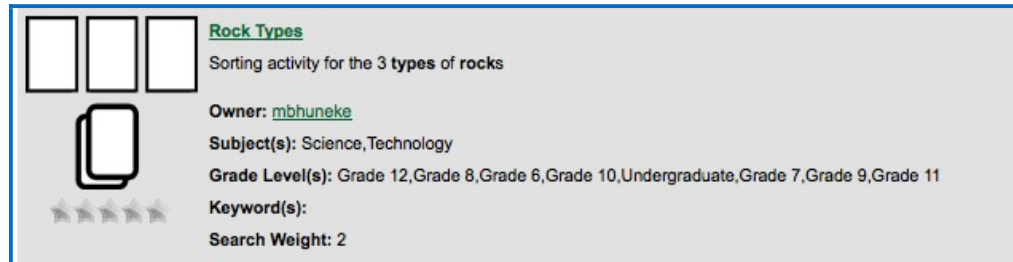 Rock Types
Sorting activity for the 3 types of rocks
Owner: mbhuneke
Subject(s): Science,Technology
Grade Level(s): Grade 12,Grade 8,Grade 6,Grade 10,Undergraduate,Grade 7,Grade 9,Grade 11
Keyword(s):
Search Weight: 2